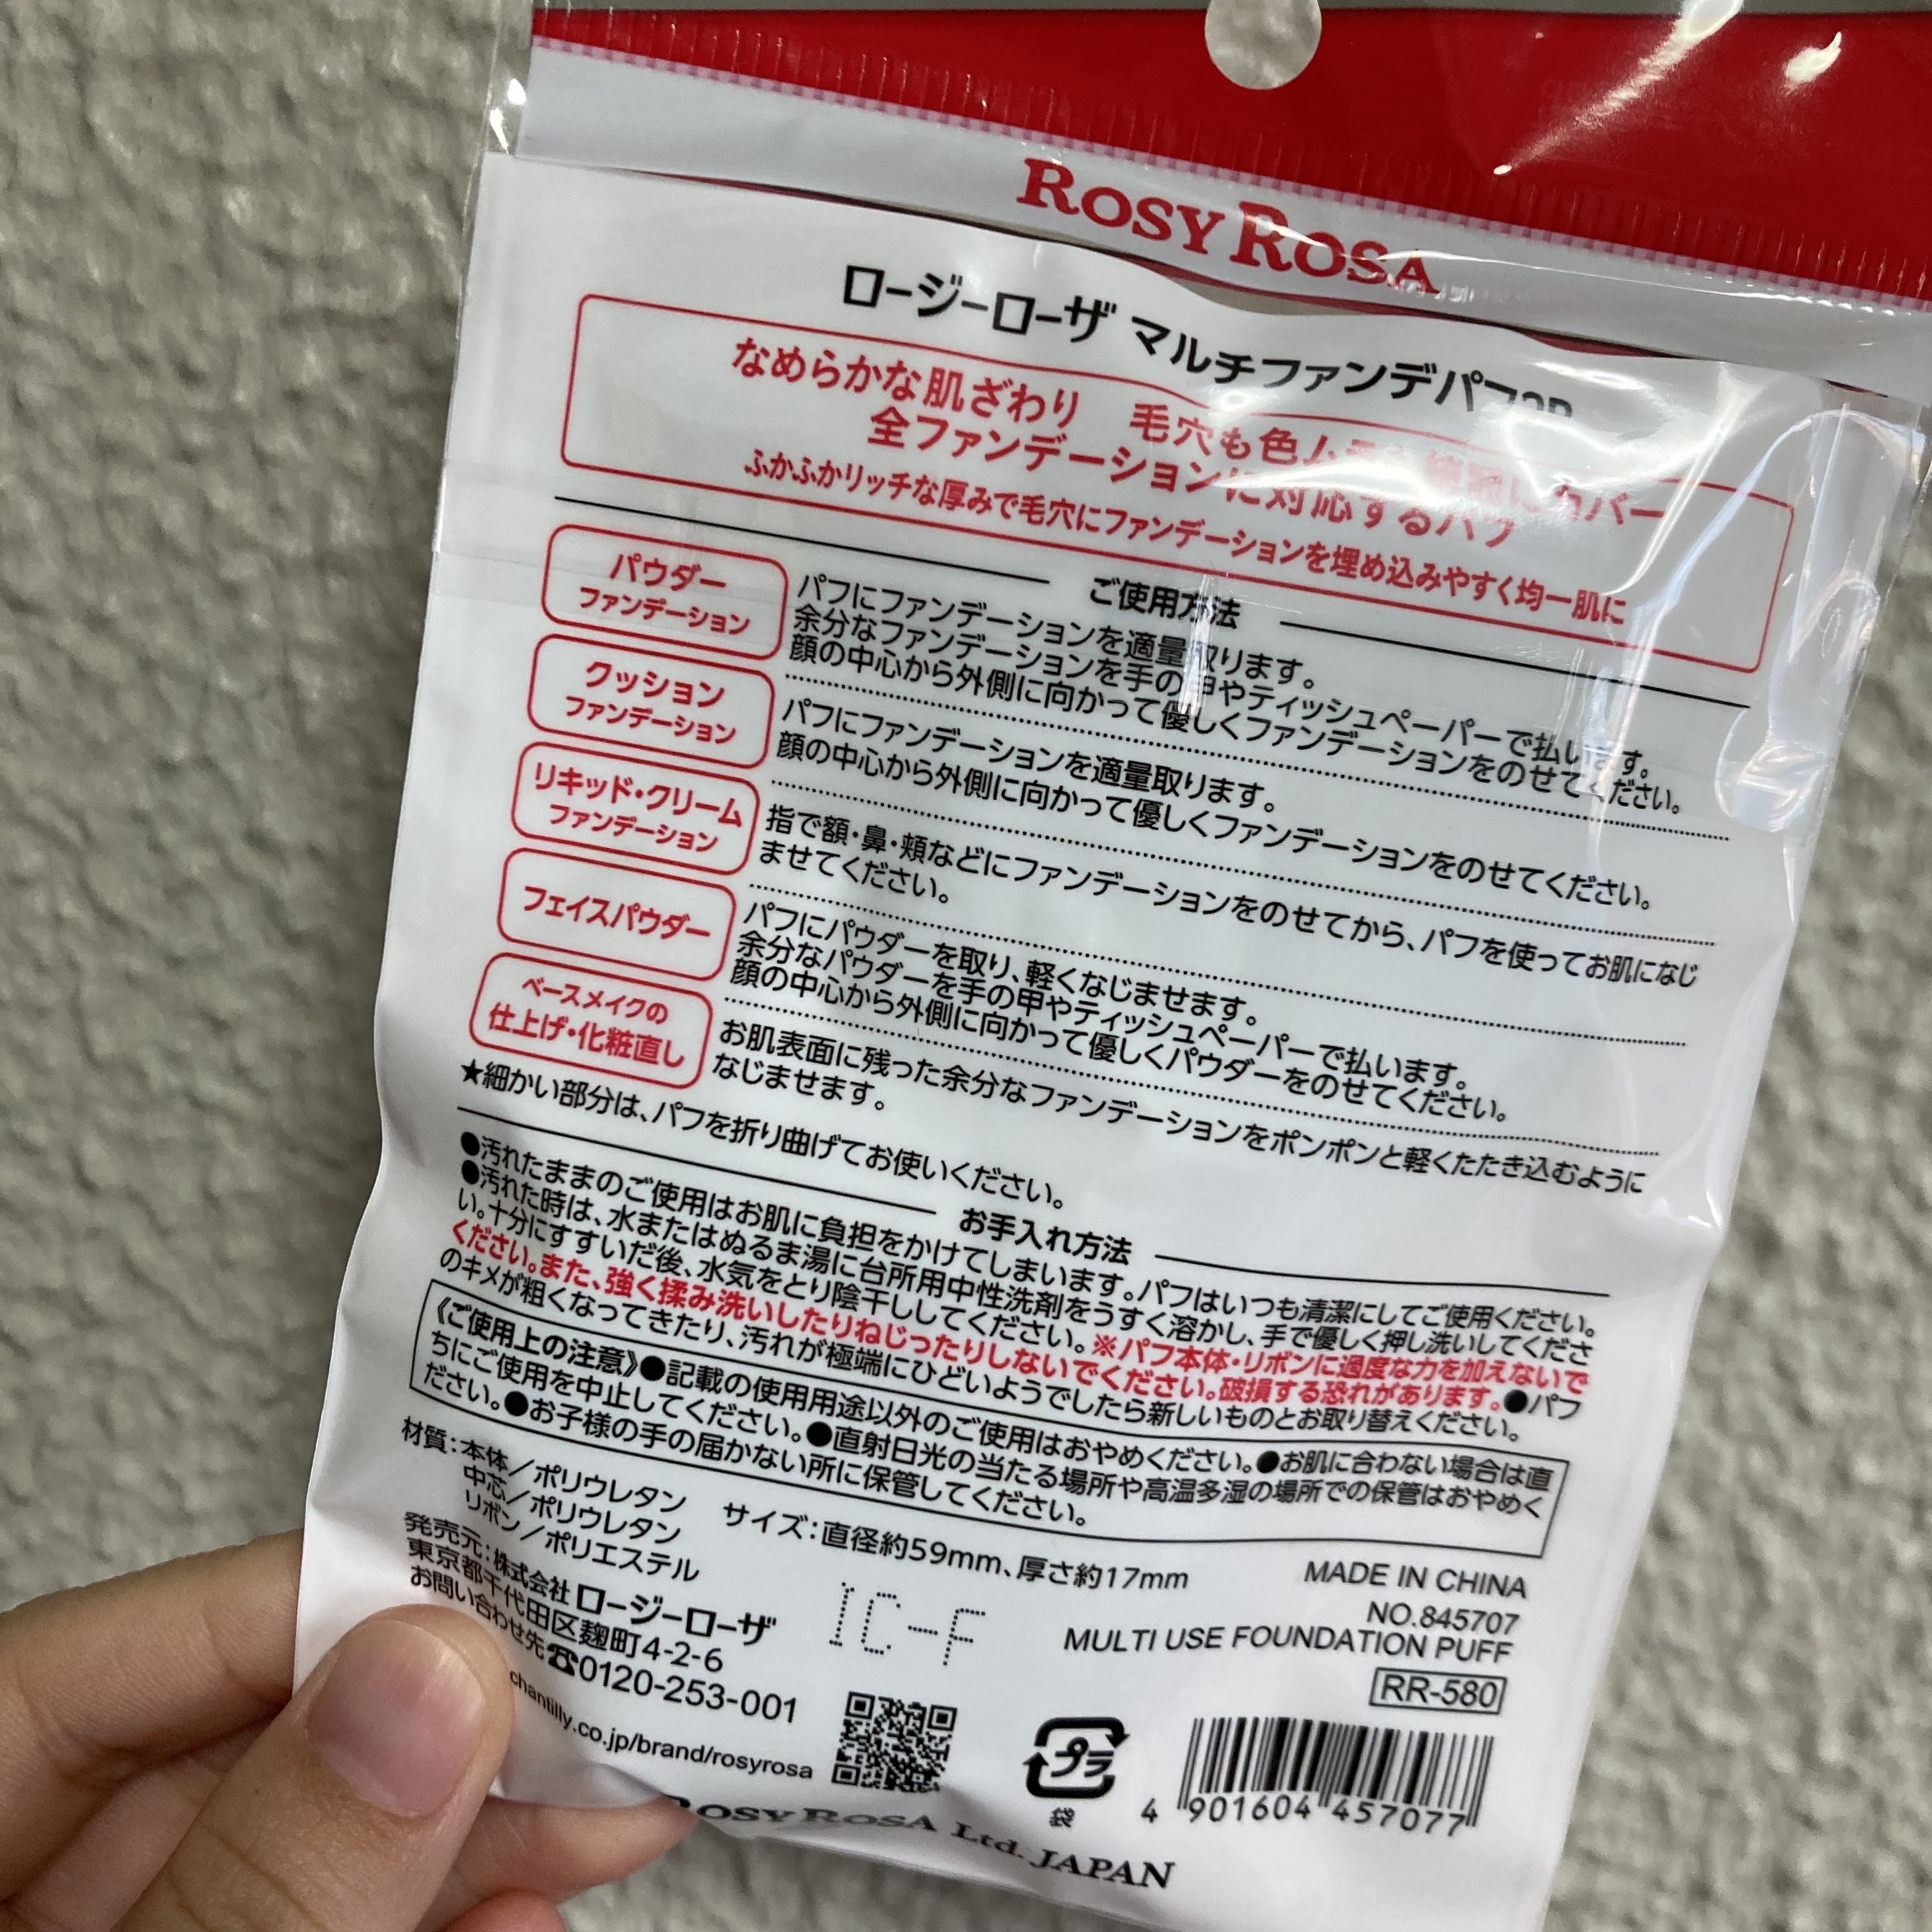 ROSY ROSA
ロージーローザ マルチファンデパフ2P
なめらかな肌ざわり 毛穴も色ムラも綺麗にカバー
全ファンデーションに対応するパフ
ふかふかリッチな厚みで毛穴にファンデーションを埋め込みやすく均一肌に
ご使用方法
パウダー
ファンデーション
パフにファンデーションを適量取ります。
余分なファンデーションを手の甲やティッシュペーパーで払います。
顔の中心から外側に向かって優しくファンデーションをのせてください。
クッション
ファンデーション
パフにファンデーションを適量取ります。
顔の中心から外側に向かって優しくファンデーションをのせてください。
リキッド・クリーム
ファンデーション
指で額・鼻・頬などにファンデーションをのせてから、パフを使ってお肌になじ
ませてください。
フェイスパウダー
パフにパウダーを取り、軽くなじませます。
余分なパウダーを手の甲やティッシュペーパーで払います。
顔の中心から外側に向かって優しくパウダーをのせてください。
ベースメイクの
仕上げ・化粧直し
お肌表面に残った余分なファンデーションをポンポンと軽くたたき込むように
なじませます。
★細かい部分は、パフを折り曲げてお使いください。
お手入れ方法
●汚れたままのご使用はお肌に負担をかけてしまいます。パフはいつも清潔にしてご使用ください。
●汚れた時は、水またはぬるま湯に台所用中性洗剤をうすく溶かし、手で優しく押し洗いしてくださ
い。十分にすすいだ後、水気をとり陰干ししてください。※パフ本体・リボンに過度な力を加えないで
ください。また、強く揉み洗いしたりねじったりしないでください。破損する恐れがあります。●パフ
のキメが粗くなってきたり、汚れが極端にひどいようでしたら新しいものとお取り替えください。
《ご使用上の注意》●記載の使用用途以外のご使用はおやめください。●お肌に合わない場合は直
ちにご使用を中止してください。●直射日光の当たる場所や高温多湿の場所での保管はおやめく
ださい。●お子様の手の届かない所に保管してください。
材質:本体/ポリウレタン
中芯/ポリウレタン
リボン/ポリエステル
サイズ:直径約59mm、厚さ約17mm
発売元:株式会社 ロージーローザ
東京都千代田区麹町4-2-6
お問い合わせ先☎0120-253-001
chantilly.co.jp/brand/rosyrosa
IC-F
MADE IN CHINA
NO.845707
MULTI USE FOUNDATION PUFF
RR-580
プラ
袋
4 901604 457077
ROSY ROSA Ltd. JAPAN